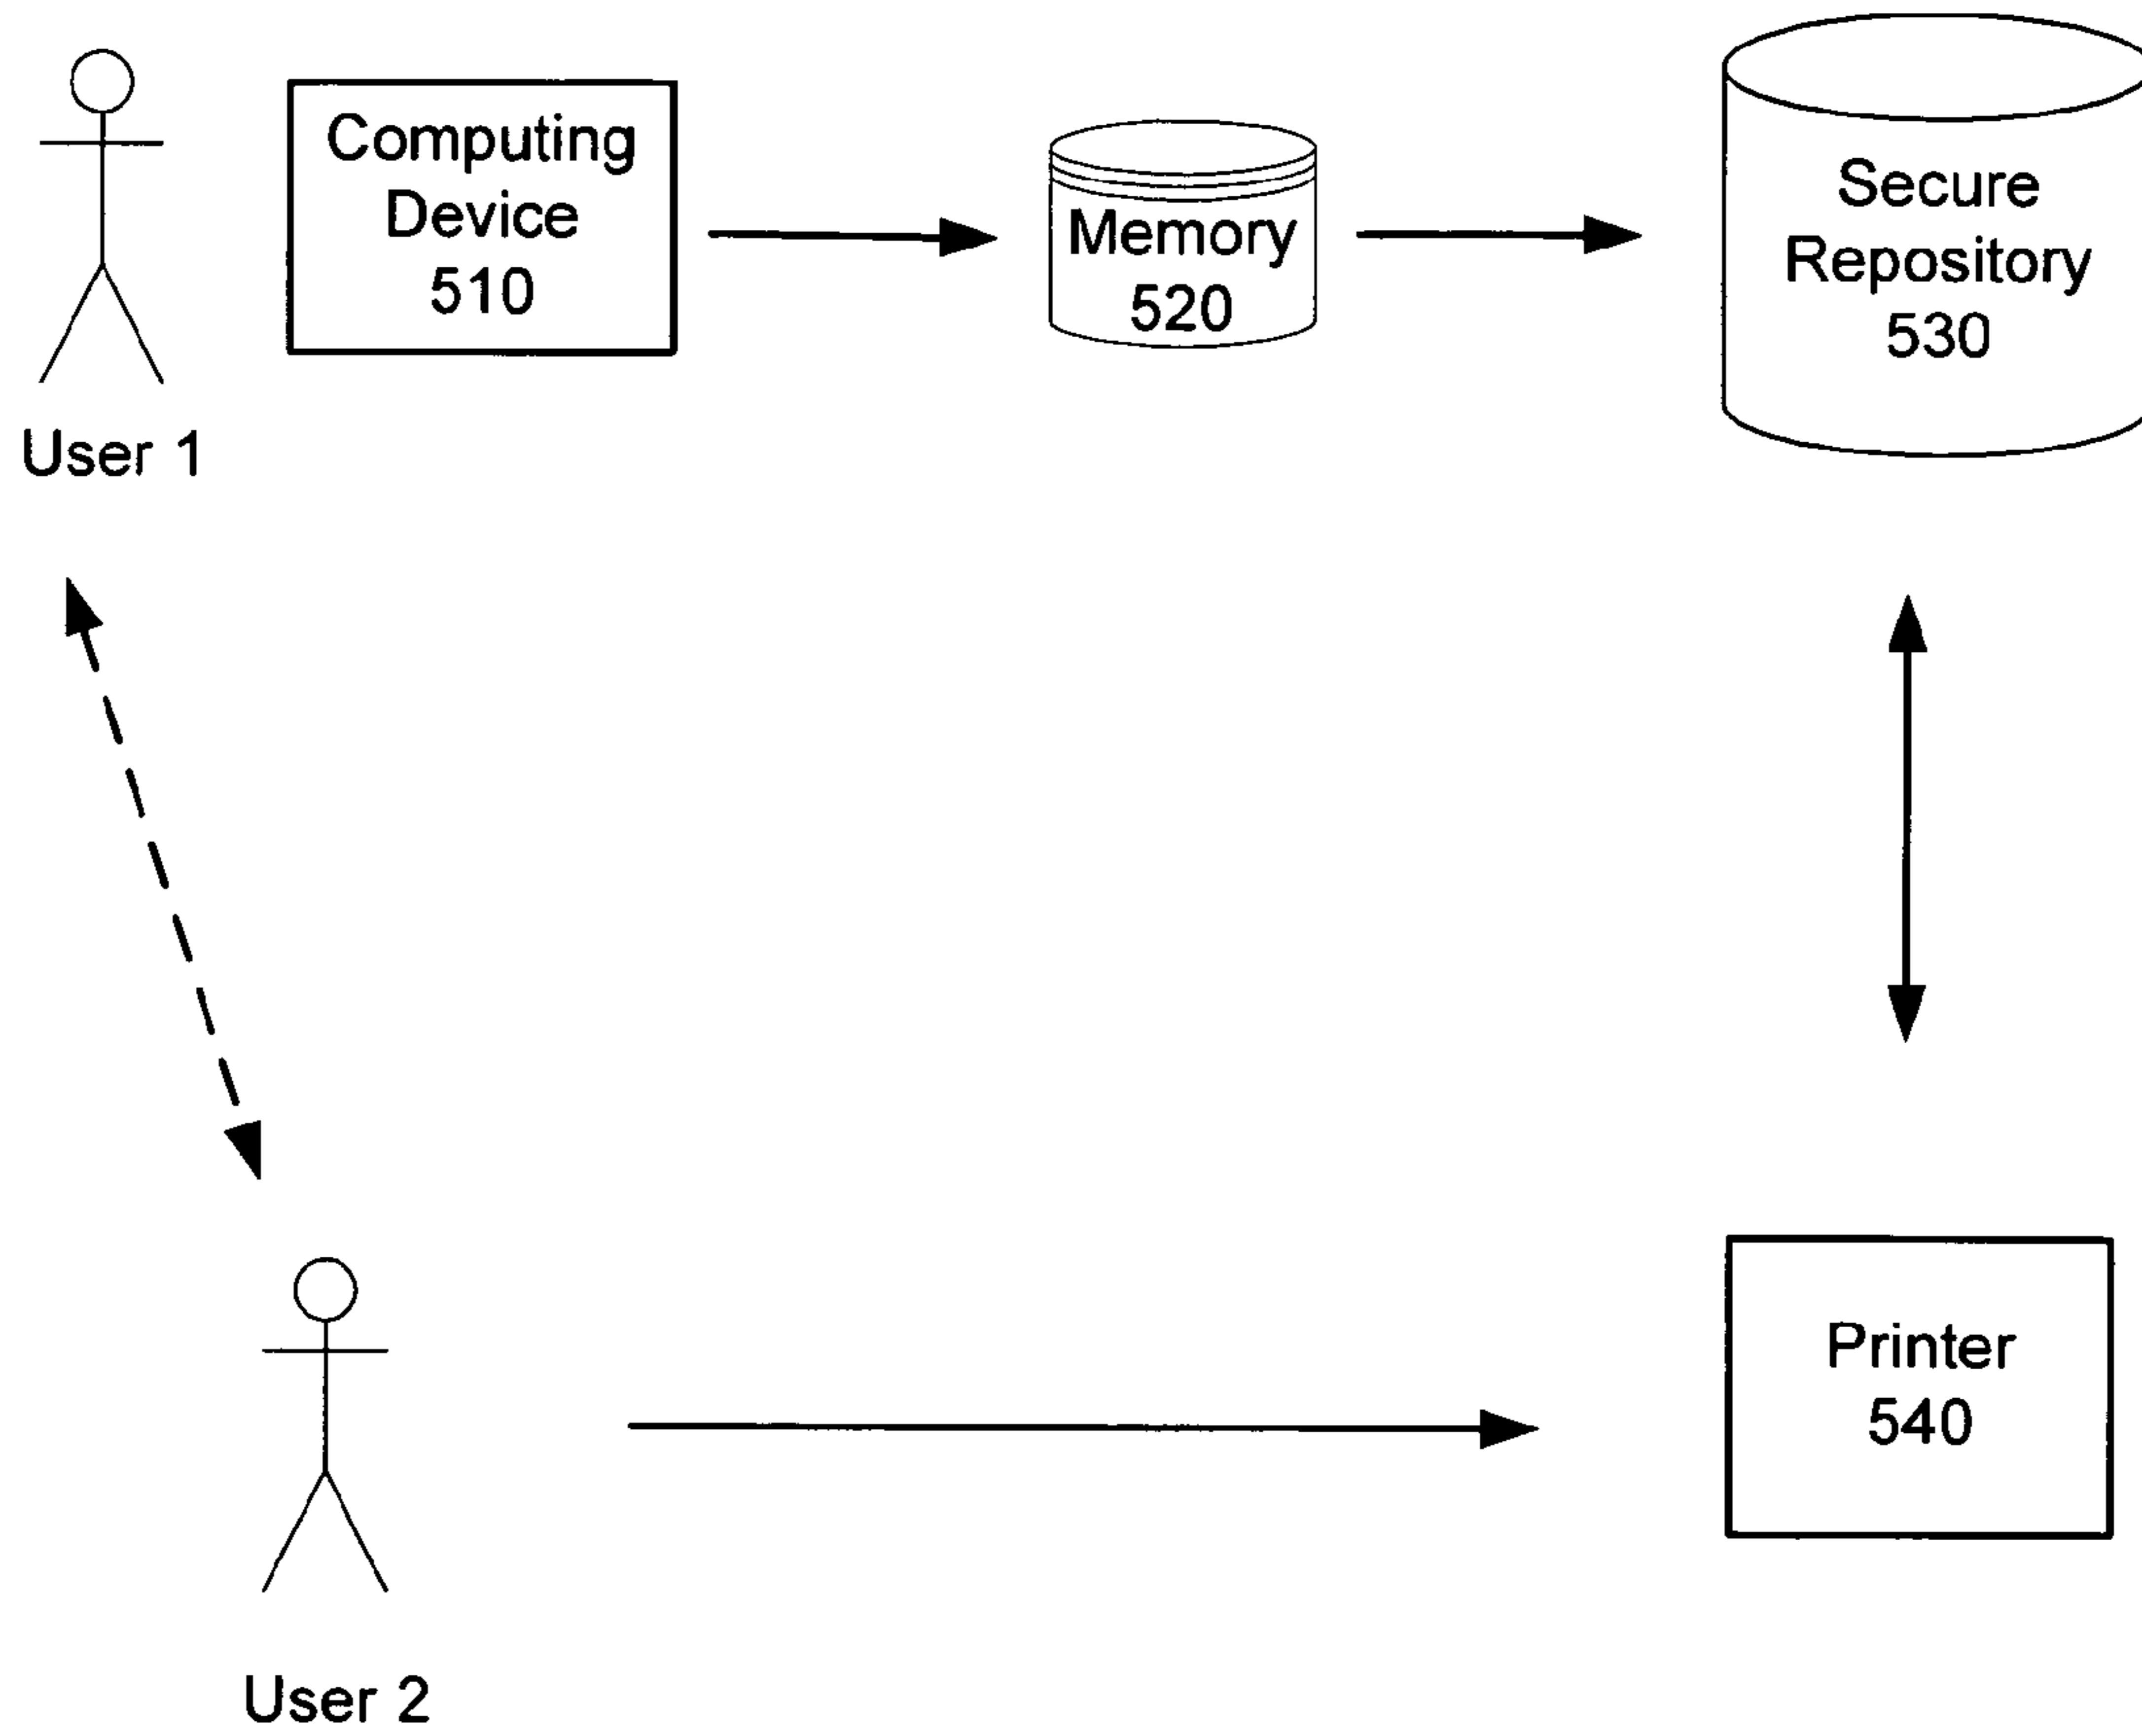 Computing
Device
510
Memory
520
Secure
Repository
530
User 1
Printer
540
User 2